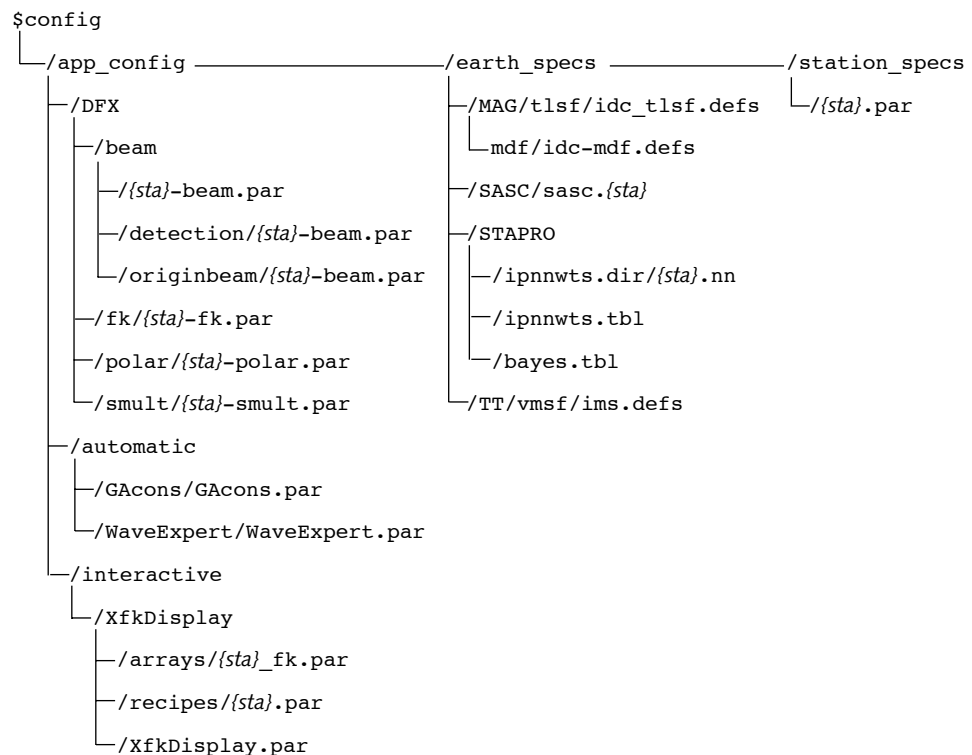 $config
/app_config /earth_specs /station_specs
/DFX /MAG/tlsf/idc_tlsf.defs /{sta}.par
/beam mdf/idc-mdf.defs
/{sta}-beam.par /SASC/sasc.{sta}
/detection/{sta}-beam.par /STAPRO
/originbeam/{sta}-beam.par /ipnnwts.dir/{sta}.nn
/fk/{sta}-fk.par /ipnnwts.tbl
/polar/{sta}-polar.par /bayes.tbl
/smult/{sta}-smult.par /TT/vmsf/ims.defs
/automatic
/GAcons/GAcons.par
/WaveExpert/WaveExpert.par
/interactive
/XfkDisplay
/arrays/{sta}_fk.par
/recipes/{sta}.par
/XfkDisplay.par